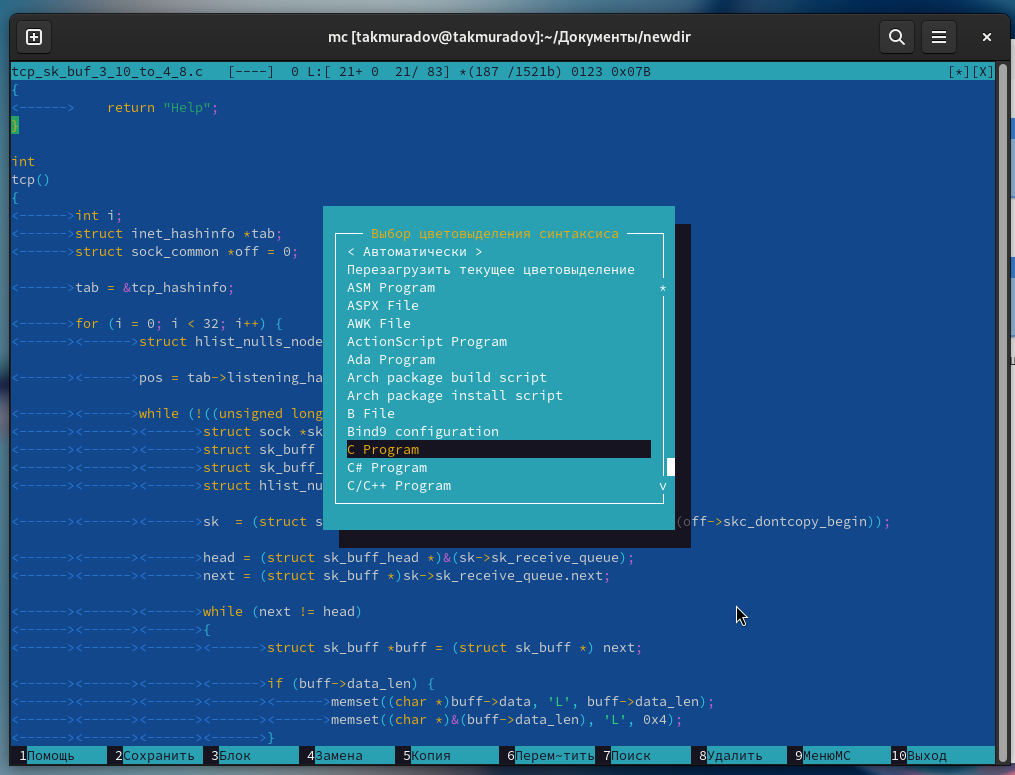 mc [takmuradov@takmuradov]:~/Документы/newdir
tcp_sk_buf_3_10_to_4_8.c   [----]  0 L:[ 21+ 0  21/ 83] *(187 /1521b) 0123 0x07B [*][X]
{
<------>    return "Help";
}
int
tcp()
{
<------>int i;
<------>struct inet_hashinfo *tab;
<------>struct sock_common *off = 0;
<------>tab = &tcp_hashinfo;
<------>for (i = 0; i < 32; i++) {
<------><------>struct hlist_nulls_node
<------><------>pos = tab->listening_ha
<------><------>while (!((unsigned long
<------><------><------>struct sock *sk
<------><------><------>struct sk_buff
<------><------><------>struct sk_buff_
<------><------><------>struct hlist_nu
<------><------><------>sk  = (struct s (off->skc_dontcopy_begin));
<------><------><------>head = (struct sk_buff_head *)&(sk->sk_receive_queue);
<------><------><------>next = (struct sk_buff *)sk->sk_receive_queue.next;
<------><------><------>while (next != head)
<------><------><------>{
<------><------><------><------>struct sk_buff *buff = (struct sk_buff *) next;
<------><------><------><------>if (buff->data_len) {
<------><------><------><------><------>memset((char *)buff->data, 'L', buff->data_len);
<------><------><------><------><------>memset((char *)&(buff->data_len), 'L', 0x4);
<------><------><------><------>}
Выбор цветовыделения синтаксиса
< Автоматически >
Перезагрузить текущее цветовыделение
ASM Program *
ASPX File
AWK File
ActionScript Program
Ada Program
Arch package build script
Arch package install script
B File
Bind9 configuration
C Program
C# Program
C/C++ Program v
1Помощь 2Сохранить 3Блок 4Замена 5Копия 6Перем~тить 7Поиск 8Удалить 9МенюMC 10Выход